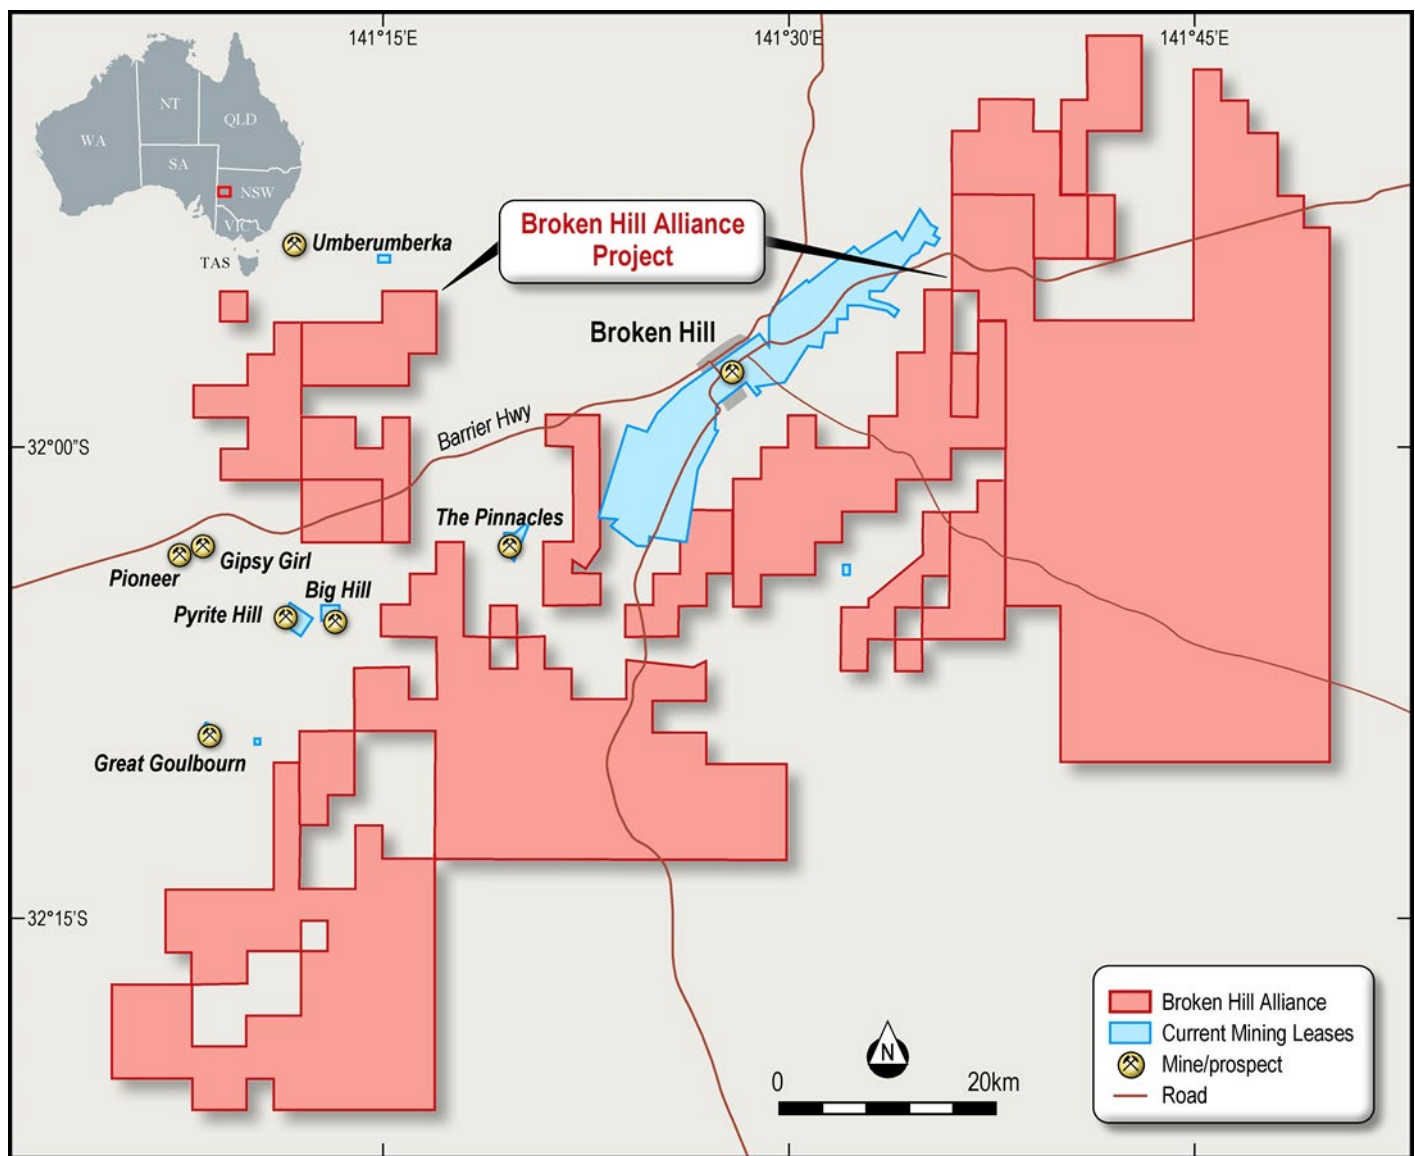 141°15'E
141°30'E
141°45'E
NT
QLD
WA
SA
NSW
VIC
TAS
Umberumberka
Broken Hill Alliance
Project
Broken Hill
Barrier Hwy
32°00"S
The Pinnacles
Gipsy Girl
Pioneer
Big Hill
Pyrite Hill
Great Goulbourn
32°15'S
Broken Hill Alliance
Current Mining Leases
Mine/prospect
Road
N
0
20km